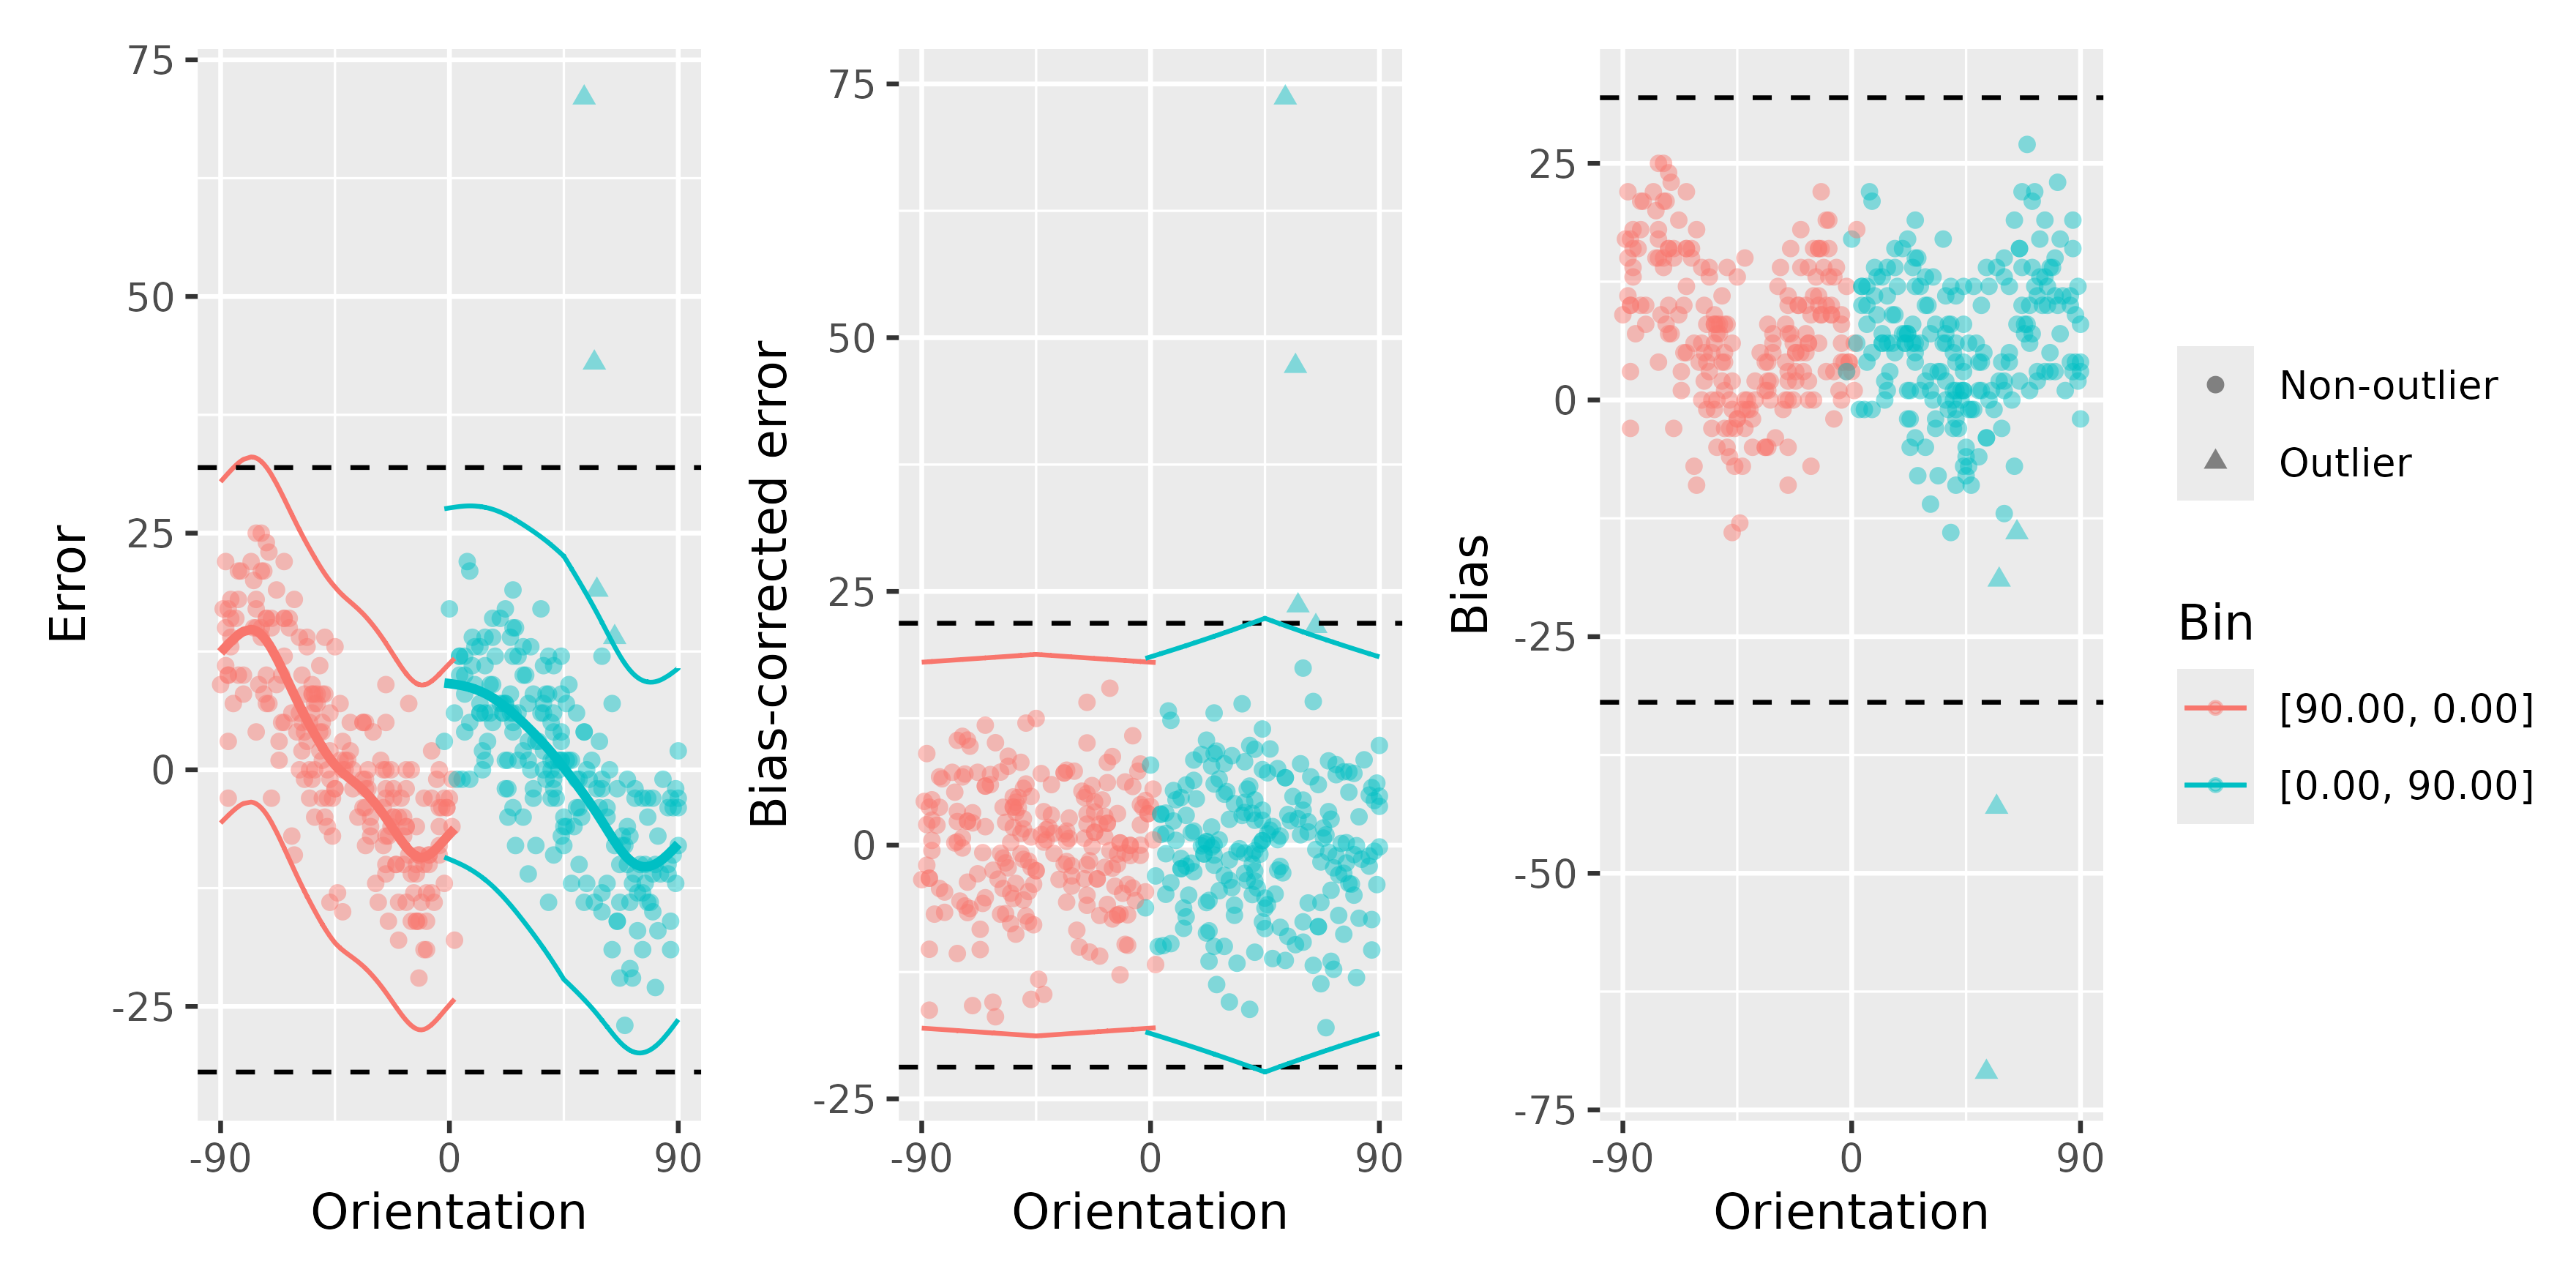 Error
75
50
25
0
-25
-90 0 90
Orientation
Bias-corrected error
75
50
25
0
-25
-90 0 90
Orientation
Bias
25
0
-25
-50
-75
-90 0 90
Orientation
Non-outlier
Outlier
Bin
[90.00, 0.00]
[0.00, 90.00]